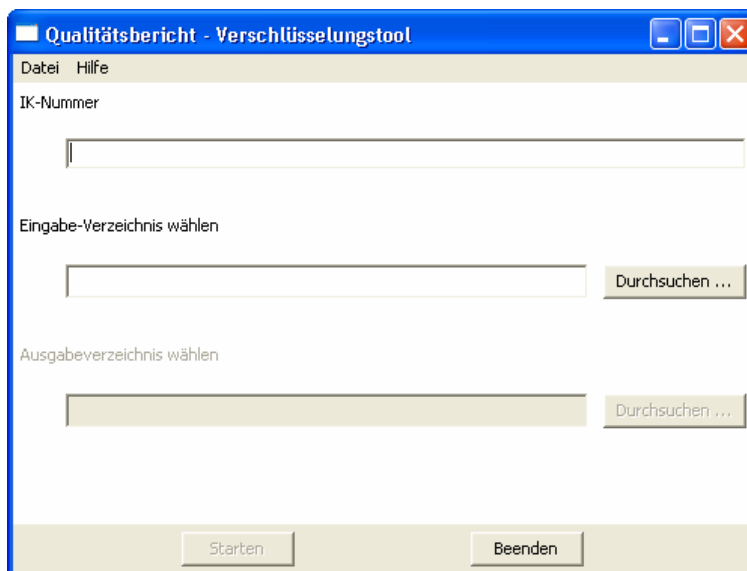 Qualitätsbericht - Verschlüsselungstool
Datei Hilfe
IK-Nummer
Eingabe-Verzeichnis wählen
Durchsuchen ...
Ausgabeverzeichnis wählen
Durchsuchen ...
Starten Beenden